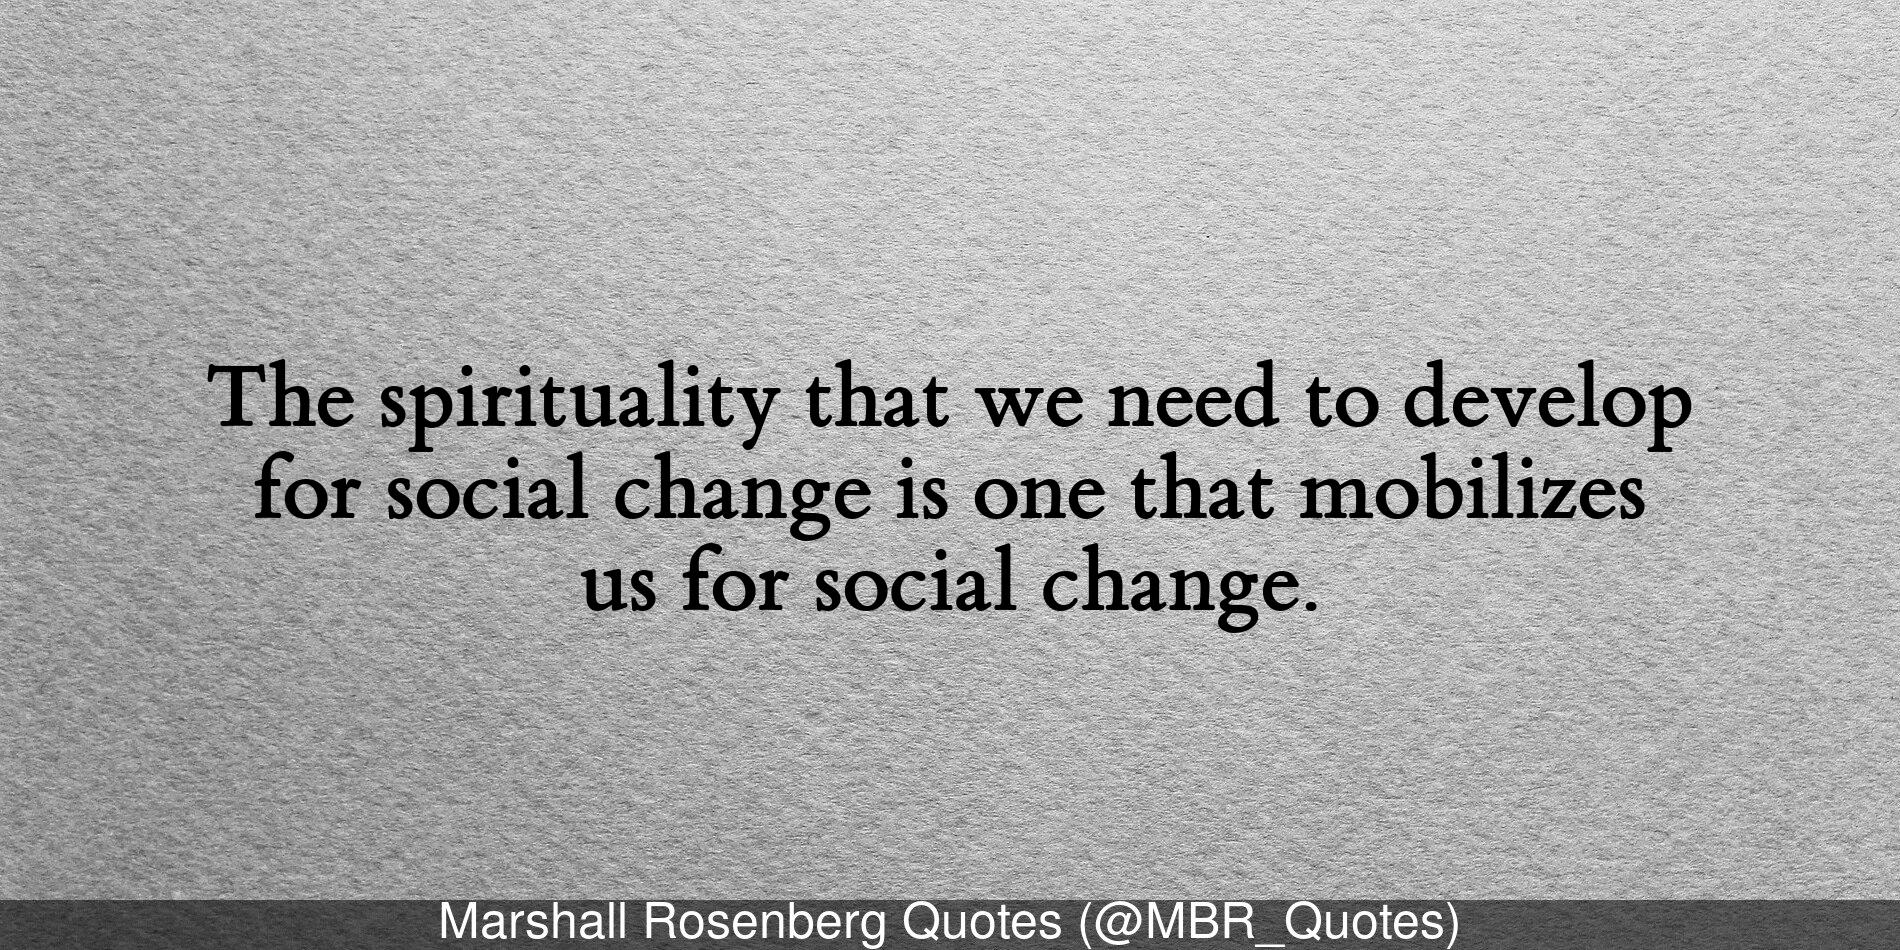 The spirituality that we need to develop
for social change is one that mobilizes
us for social change.
Marshall Rosenberg Quotes (@MBR_Quotes)